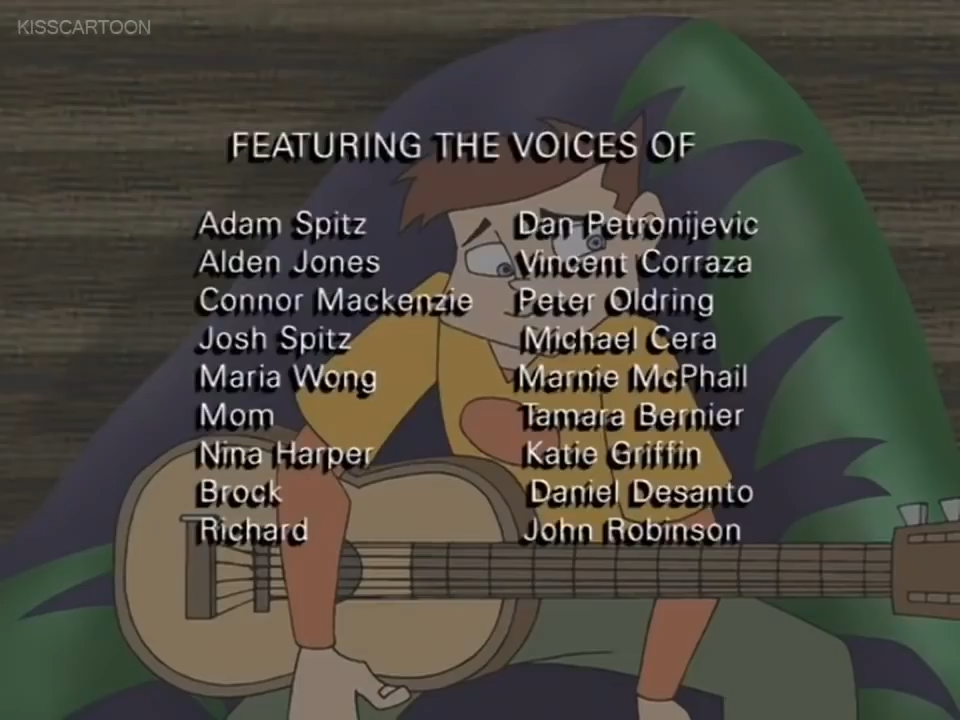 KISSCARTOON
FEATURING THE VOICES OF
Adam Spitz Dan Petronijevic
Alden Jones Vincent Corraza
Connor Mackenzie Peter Oldring
Josh Spitz Michael Cera
Maria Wong Marnie McPhail
Mom Tamara Bernier
Nina Harper Katie Griffin
Brock Daniel Desanto
Richard John Robinson